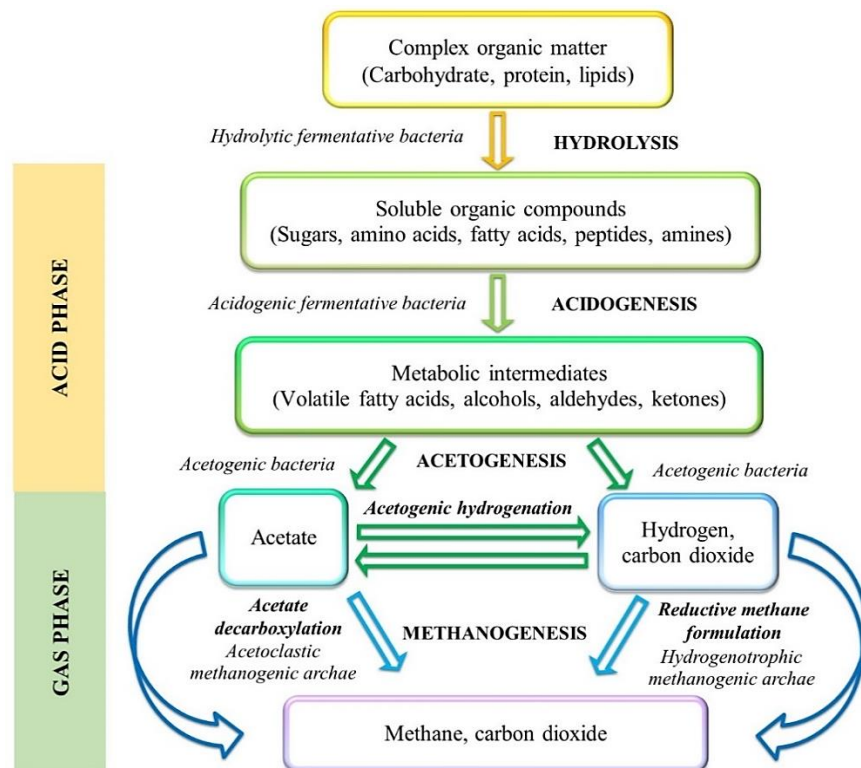 Complex organic matter
(Carbohydrate, protein, lipids)
Hydrolytic fermentative bacteria
HYDROLYSIS
ACID PHASE
Soluble organic compounds
(Sugars, amino acids, fatty acids, peptides, amines)
Acidogenic fermentative bacteria
ACIDOGENESIS
Metabolic intermediates
(Volatile fatty acids, alcohols, aldehydes, ketones)
Acetogenic bacteria
ACETOGENESIS
Acetogenic bacteria
GAS PHASE
Acetate
Acetogenic hydrogenation
Hydrogen,
carbon dioxide
Acetate
decarboxylation
Acetoclastic
methanogenic archae
METHANOGENESIS
Reductive methane
formulation
Hydrogenotrophic
methanogenic archae
Methane, carbon dioxide